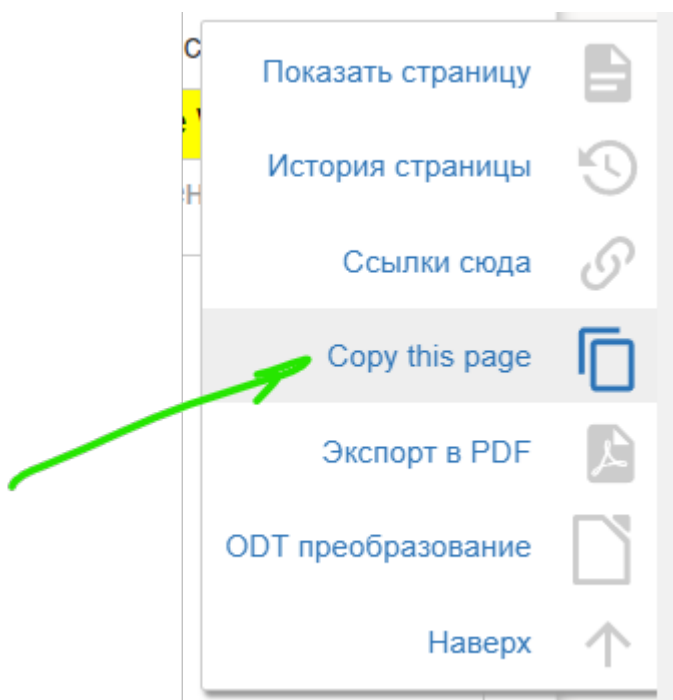 Показать страницу
История страницы
Ссылки сюда
Copy this page
Экспорт в PDF
ODT преобразование
Наверх